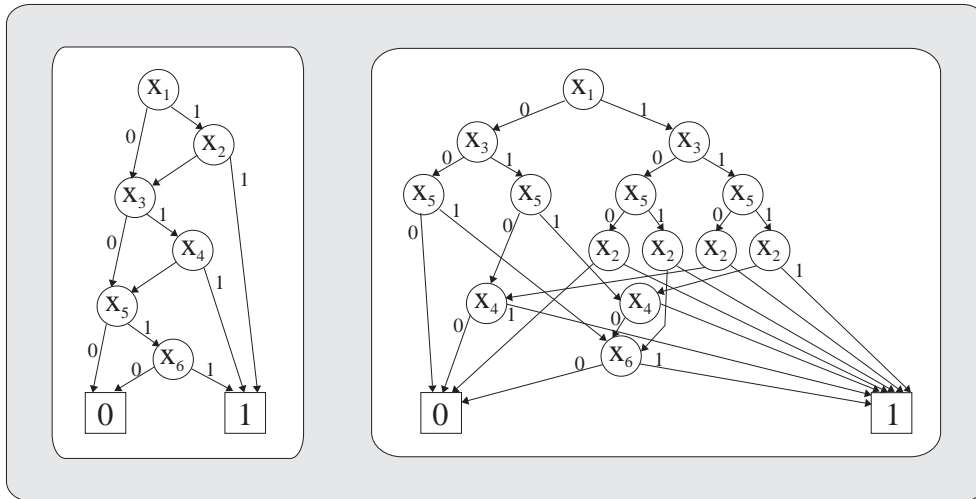 x1 x1
0 1 0 1
x2 x3 x3
0 1 0 1 0 1
x3 x5 x5 x5 x5
1 0 1 0 1 0 1 0 1
0 x4 x2 x2 x2 x2
1 1
x5 x4 x4
0 1 0 1 0
x6 x6
0 1 0 1
0 1 0 1